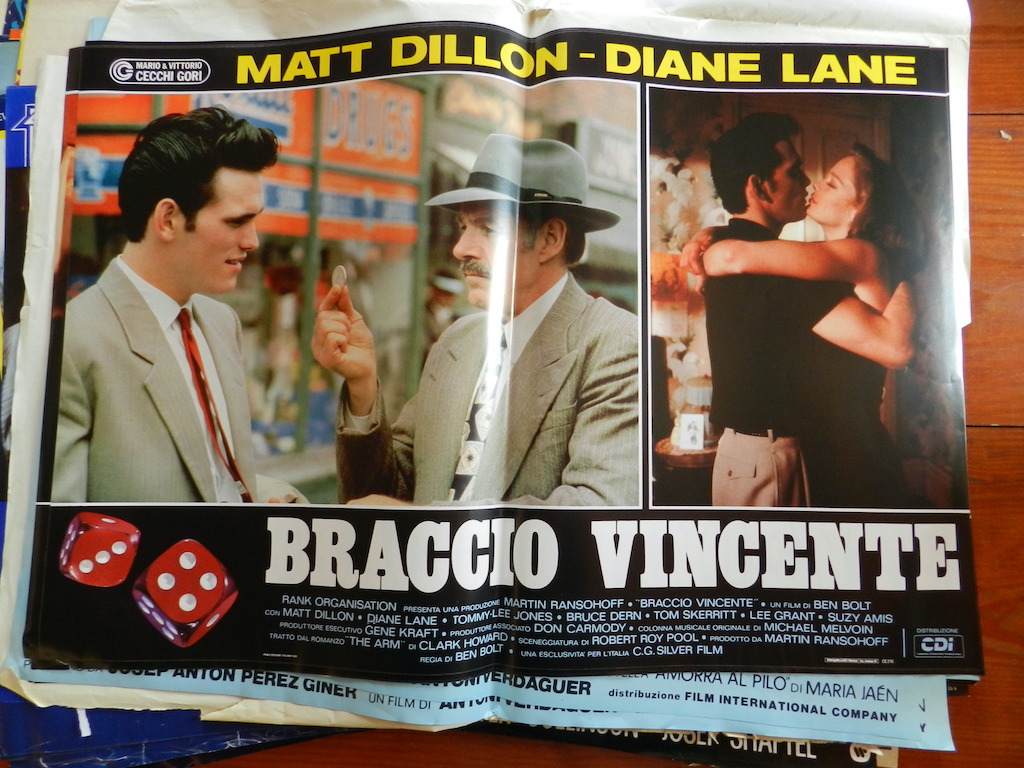 MARIO & VITTORIO
CECCHI GORI
MATT DILLON - DIANE LANE
DRUGS
BRACCIO VINCENTE
RANK ORGANISATION PRESENTA UNA PRODUZIONE MARTIN RANSOHOFF • "BRACCIO VINCENTE" • UN FILM DI BEN BOLT
CON MATT DILLON • DIANE LANE • TOMMY-LEE JONES • BRUCE DERN • TOM SKERRITT • LEE GRANT • SUZY AMIS
PRODUTTORE ESECUTIVO GENE KRAFT • PRODUTTORE ASSOCIATO DON CARMODY • COLONNA MUSICALE ORIGINALE DI MICHAEL MELVOIN
TRATTO DAL ROMANZO "THE ARM" DI CLARK HOWARD • SCENEGGIATURA DI ROBERT ROY POOL • PRODOTTO DA MARTIN RANSOHOFF
REGIA DI BEN BOLT • UNA ESCLUSIVITA' PER L'ITALIA C.G. SILVER FILM
DISTRIBUZIONE
CDI
ANTON PEREZ GINER
"AMORRA AL PILO" DI MARIA JAÉN
UN FILM DI ANTONI VERDAGUER
distribuzione FILM INTERNATIONAL COMPANY